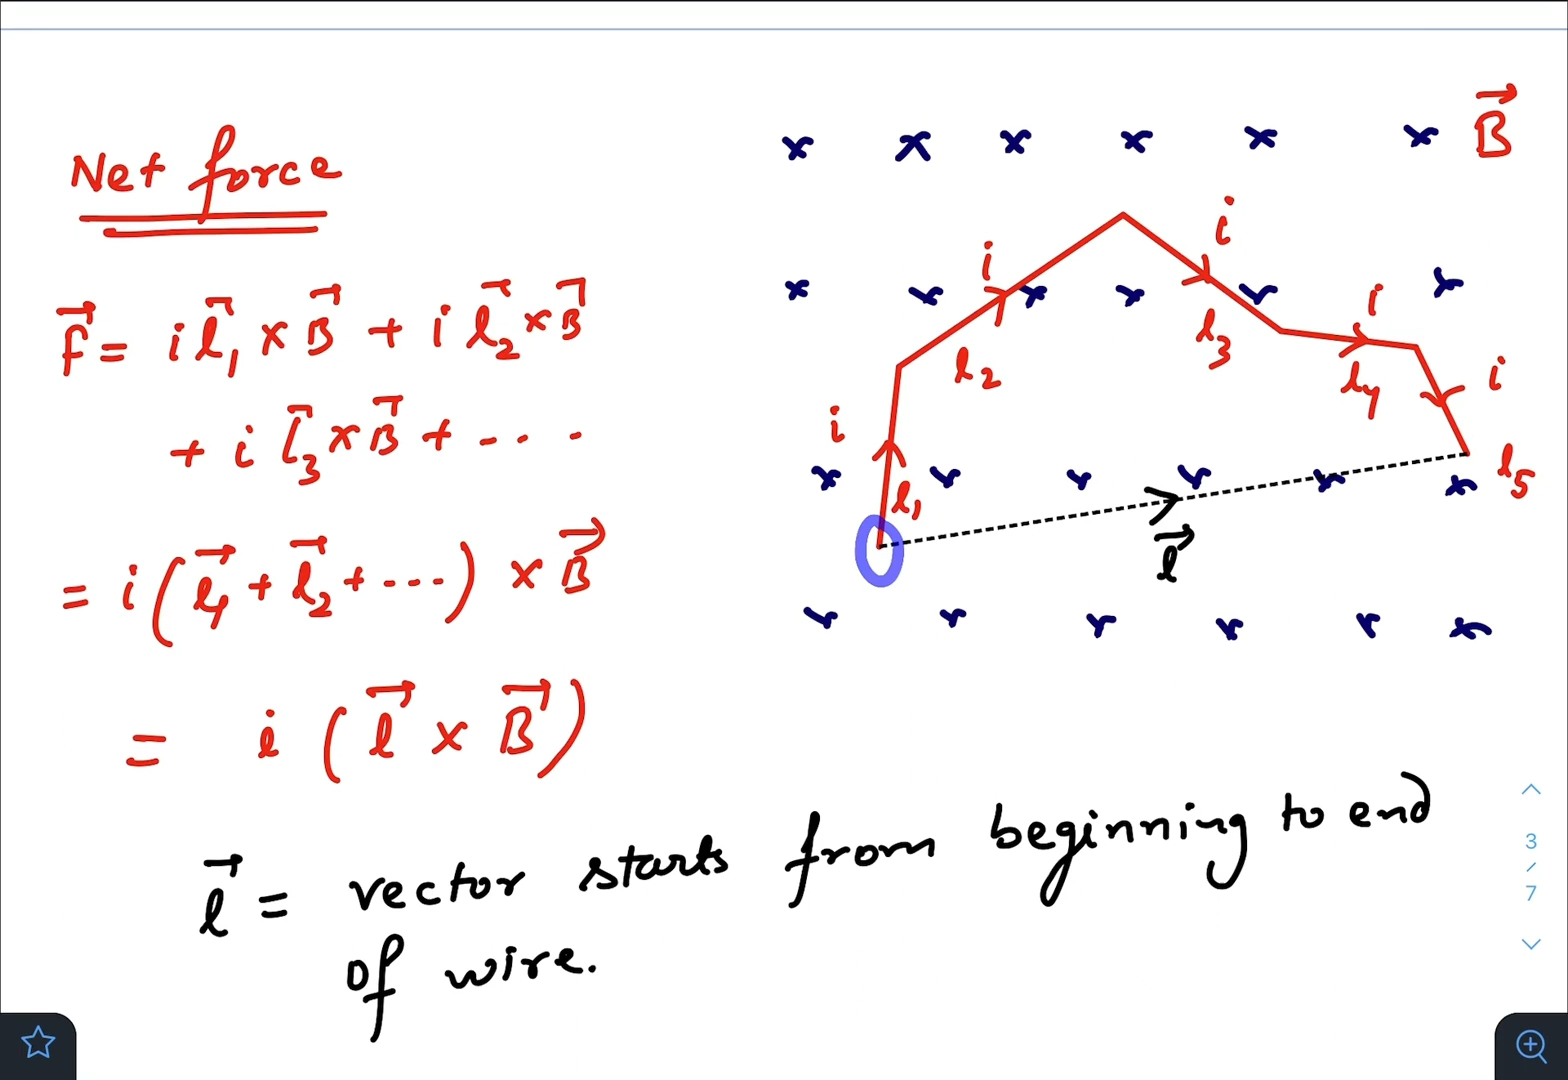 Net force
B⃗
F⃗ = i l⃗₁ × B⃗ + i l⃗₂ × B⃗
+ i l⃗₃ × B⃗ + ...
= i (l⃗₁ + l⃗₂ + ...) × B⃗
= i (l⃗ × B⃗)
i
i
i
i
i
l₁
l₂
l₃
l₄
l₅
l⃗
l⃗ = vector starts from beginning to end
of wire.
3
/
7